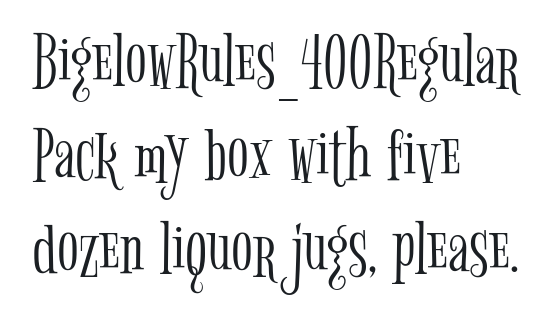 BigelowRules_400Regular
Pack my box with five
dozen liquor jugs, please.